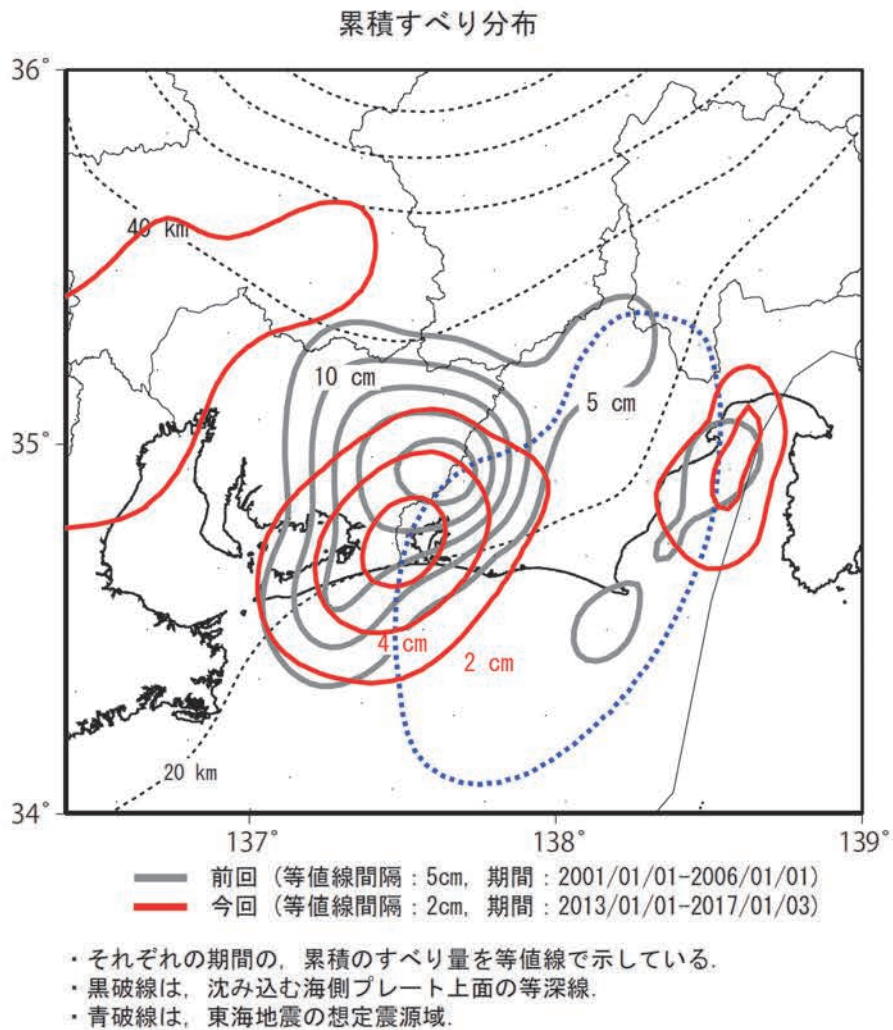 累積すべり分布
36°
40 km
10 cm
5 cm
35°
4 cm
2 cm
20 km
34°
137°
138°
139°
前回 (等値線間隔：5cm, 期間：2001/01/01-2006/01/01)
今回 (等値線間隔：2cm, 期間：2013/01/01-2017/01/03)
・それぞれの期間の, 累積のすべり量を等値線で示している.
・黒破線は, 沈み込む海側プレート上面の等深線.
・青破線は, 東海地震の想定震源域.